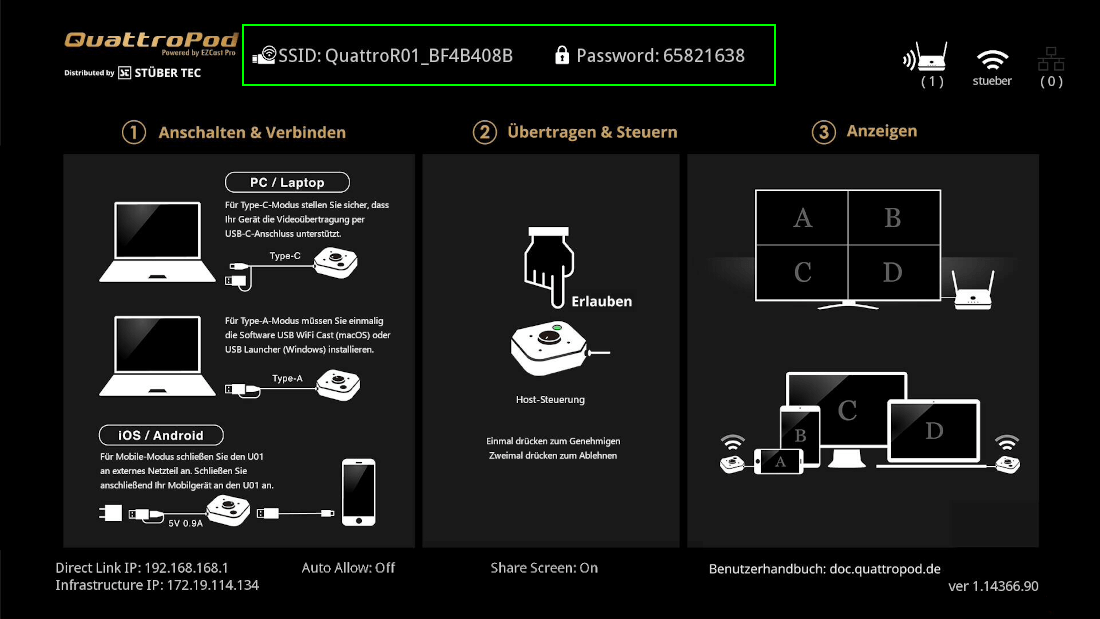 QuattroPod
Powered by EZCast Pro
Distributed by STÜBER TEC
SSID: QuattroR01_BF4B408B
Password: 65821638
(1)
stueber
(0)
1 Anschalten & Verbinden
PC / Laptop
Für Type-C-Modus stellen Sie sicher, dass
Ihr Gerät die Videoübertragung per
USB-C-Anschluss unterstützt.
Type-C
Für Type-A-Modus müssen Sie einmalig
die Software USB WiFi Cast (macOS) oder
USB Launcher (Windows) installieren.
Type-A
iOS / Android
Für Mobile-Modus schließen Sie den U01
an externes Netzteil an. Schließen Sie
anschließend Ihr Mobilgerät an den U01 an.
5V 0.9A
2 Übertragen & Steuern
Erlauben
Host-Steuerung
Einmal drücken zum Genehmigen
Zweimal drücken zum Ablehnen
3 Anzeigen
A B
C D
C
B
D
A
Direct Link IP: 192.168.168.1
Infrastructure IP: 172.19.114.134
Auto Allow: Off
Share Screen: On
Benutzerhandbuch: doc.quattropod.de
ver 1.14366.90